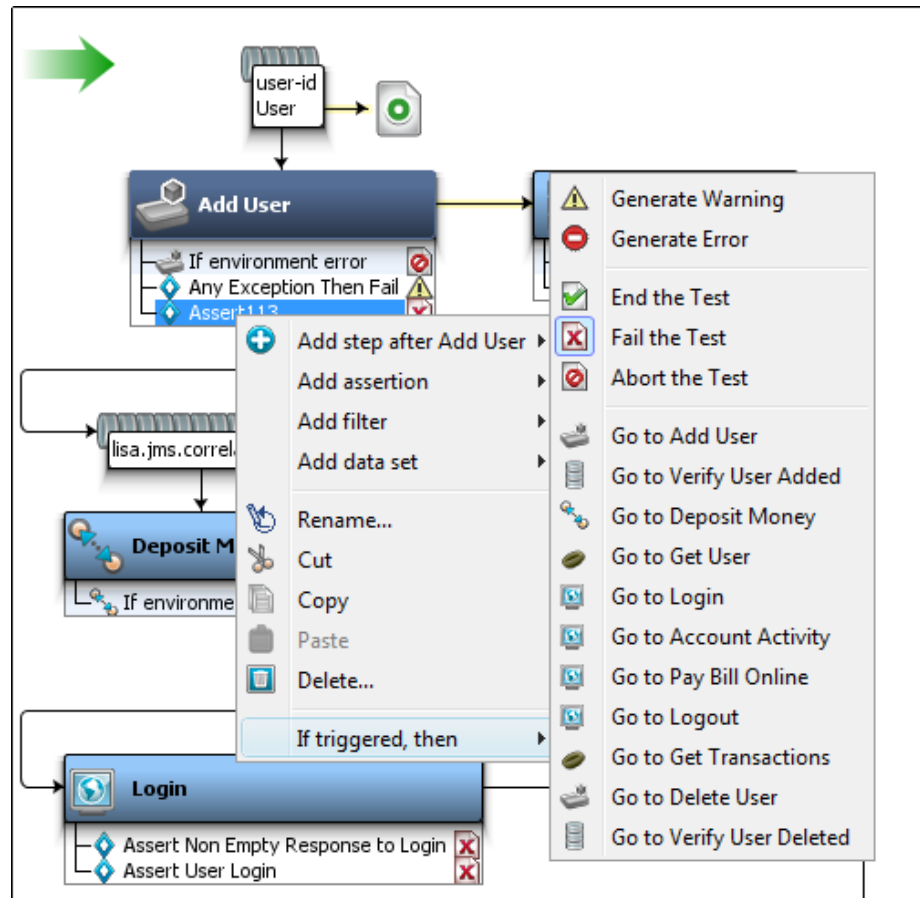 user-id
User
Add User
If environment error
Any Exception Then Fail
Assert113
Add step after Add User
Add assertion
Add filter
Add data set
Rename...
Cut
Copy
Paste
Delete...
If triggered, then
Generate Warning
Generate Error
End the Test
Fail the Test
Abort the Test
Go to Add User
Go to Verify User Added
Go to Deposit Money
Go to Get User
Go to Login
Go to Account Activity
Go to Pay Bill Online
Go to Logout
Go to Get Transactions
Go to Delete User
Go to Verify User Deleted
lisa.jms.correla
Deposit M
If environme
Login
Assert Non Empty Response to Login
Assert User Login